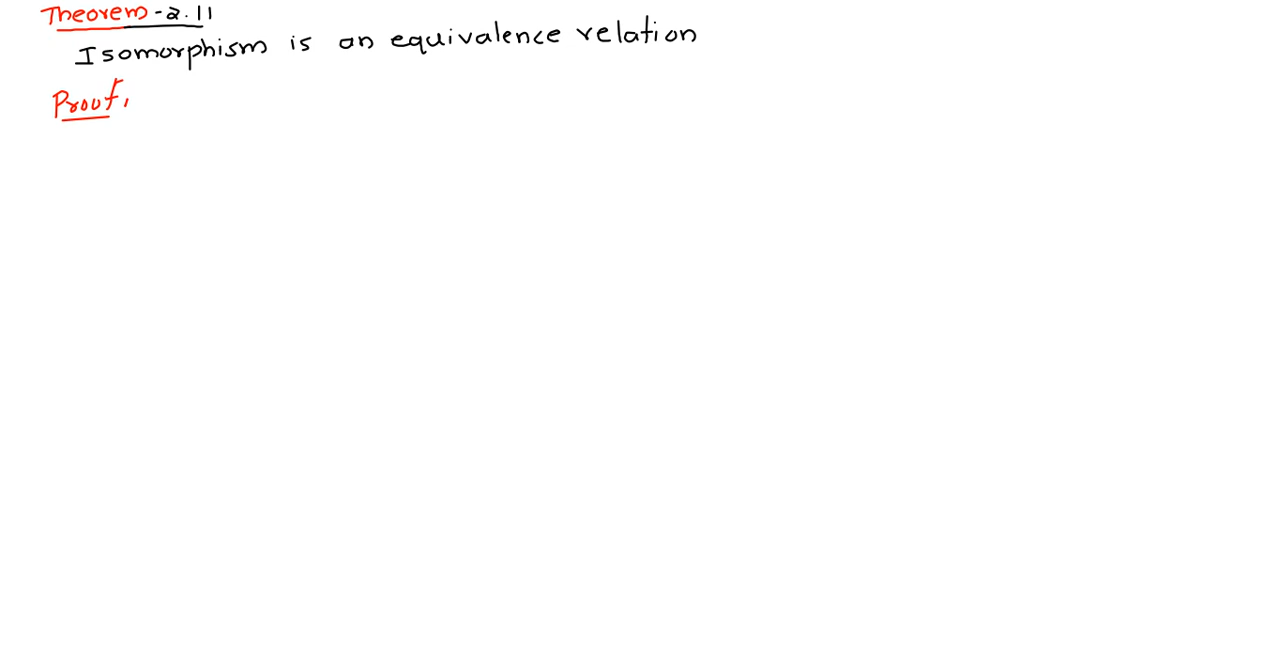 Theorem-2.11
Isomorphism is an equivalence relation
Proof,